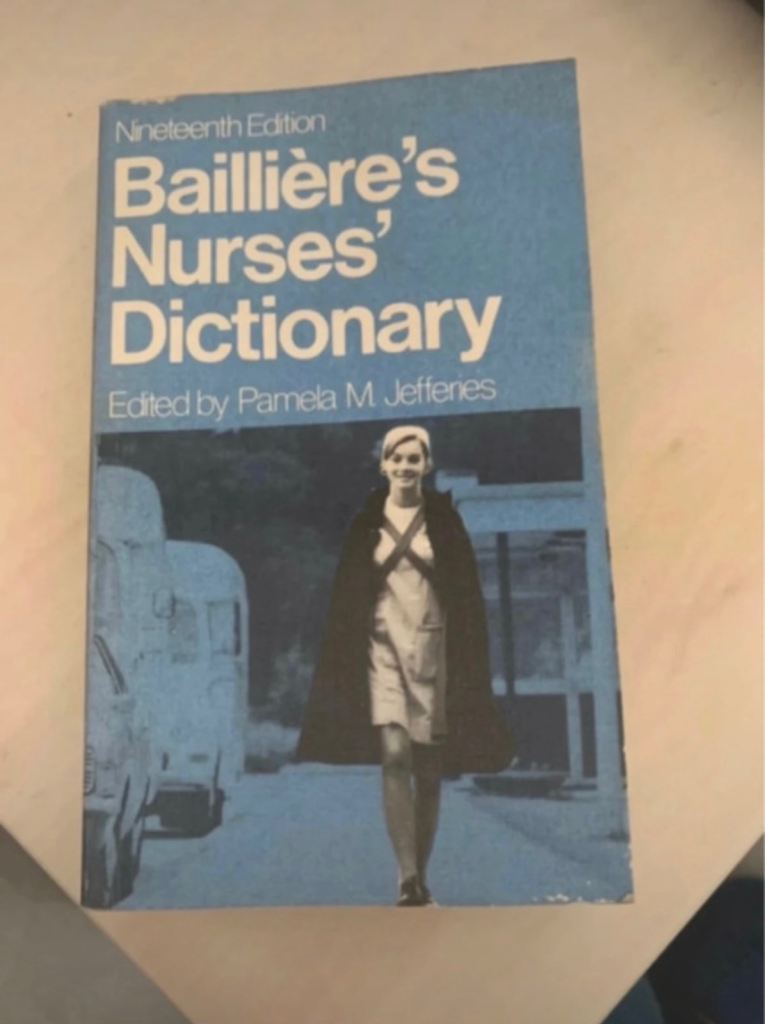 Nineteenth Edition
Baillière's
Nurses'
Dictionary
Edited by Pamela M. Jefferies